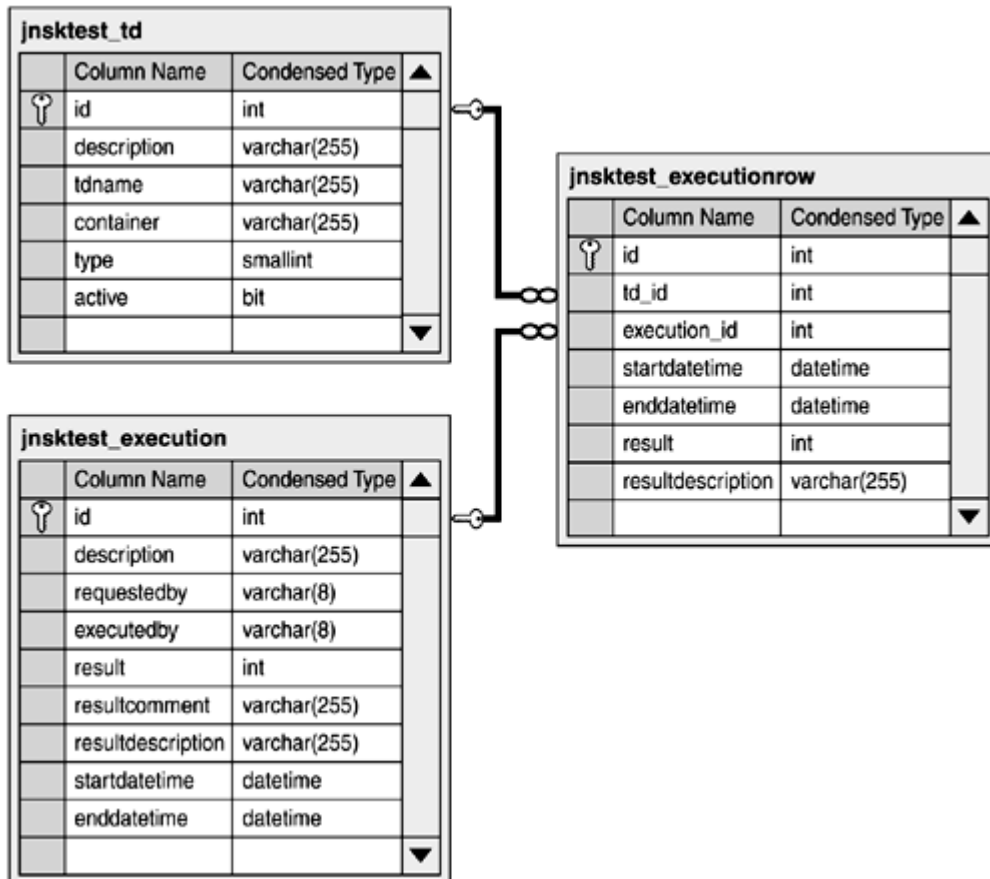 jnsktest_td
Column Name Condensed Type
id int
description varchar(255)
tdname varchar(255)
container varchar(255)
type smallint
active bit
jnsktest_executionrow
Column Name Condensed Type
id int
td_id int
execution_id int
startdatetime datetime
enddatetime datetime
result int
resultdescription varchar(255)
jnsktest_execution
Column Name Condensed Type
id int
description varchar(255)
requestedby varchar(8)
executedby varchar(8)
result int
resultcomment varchar(255)
resultdescription varchar(255)
startdatetime datetime
enddatetime datetime